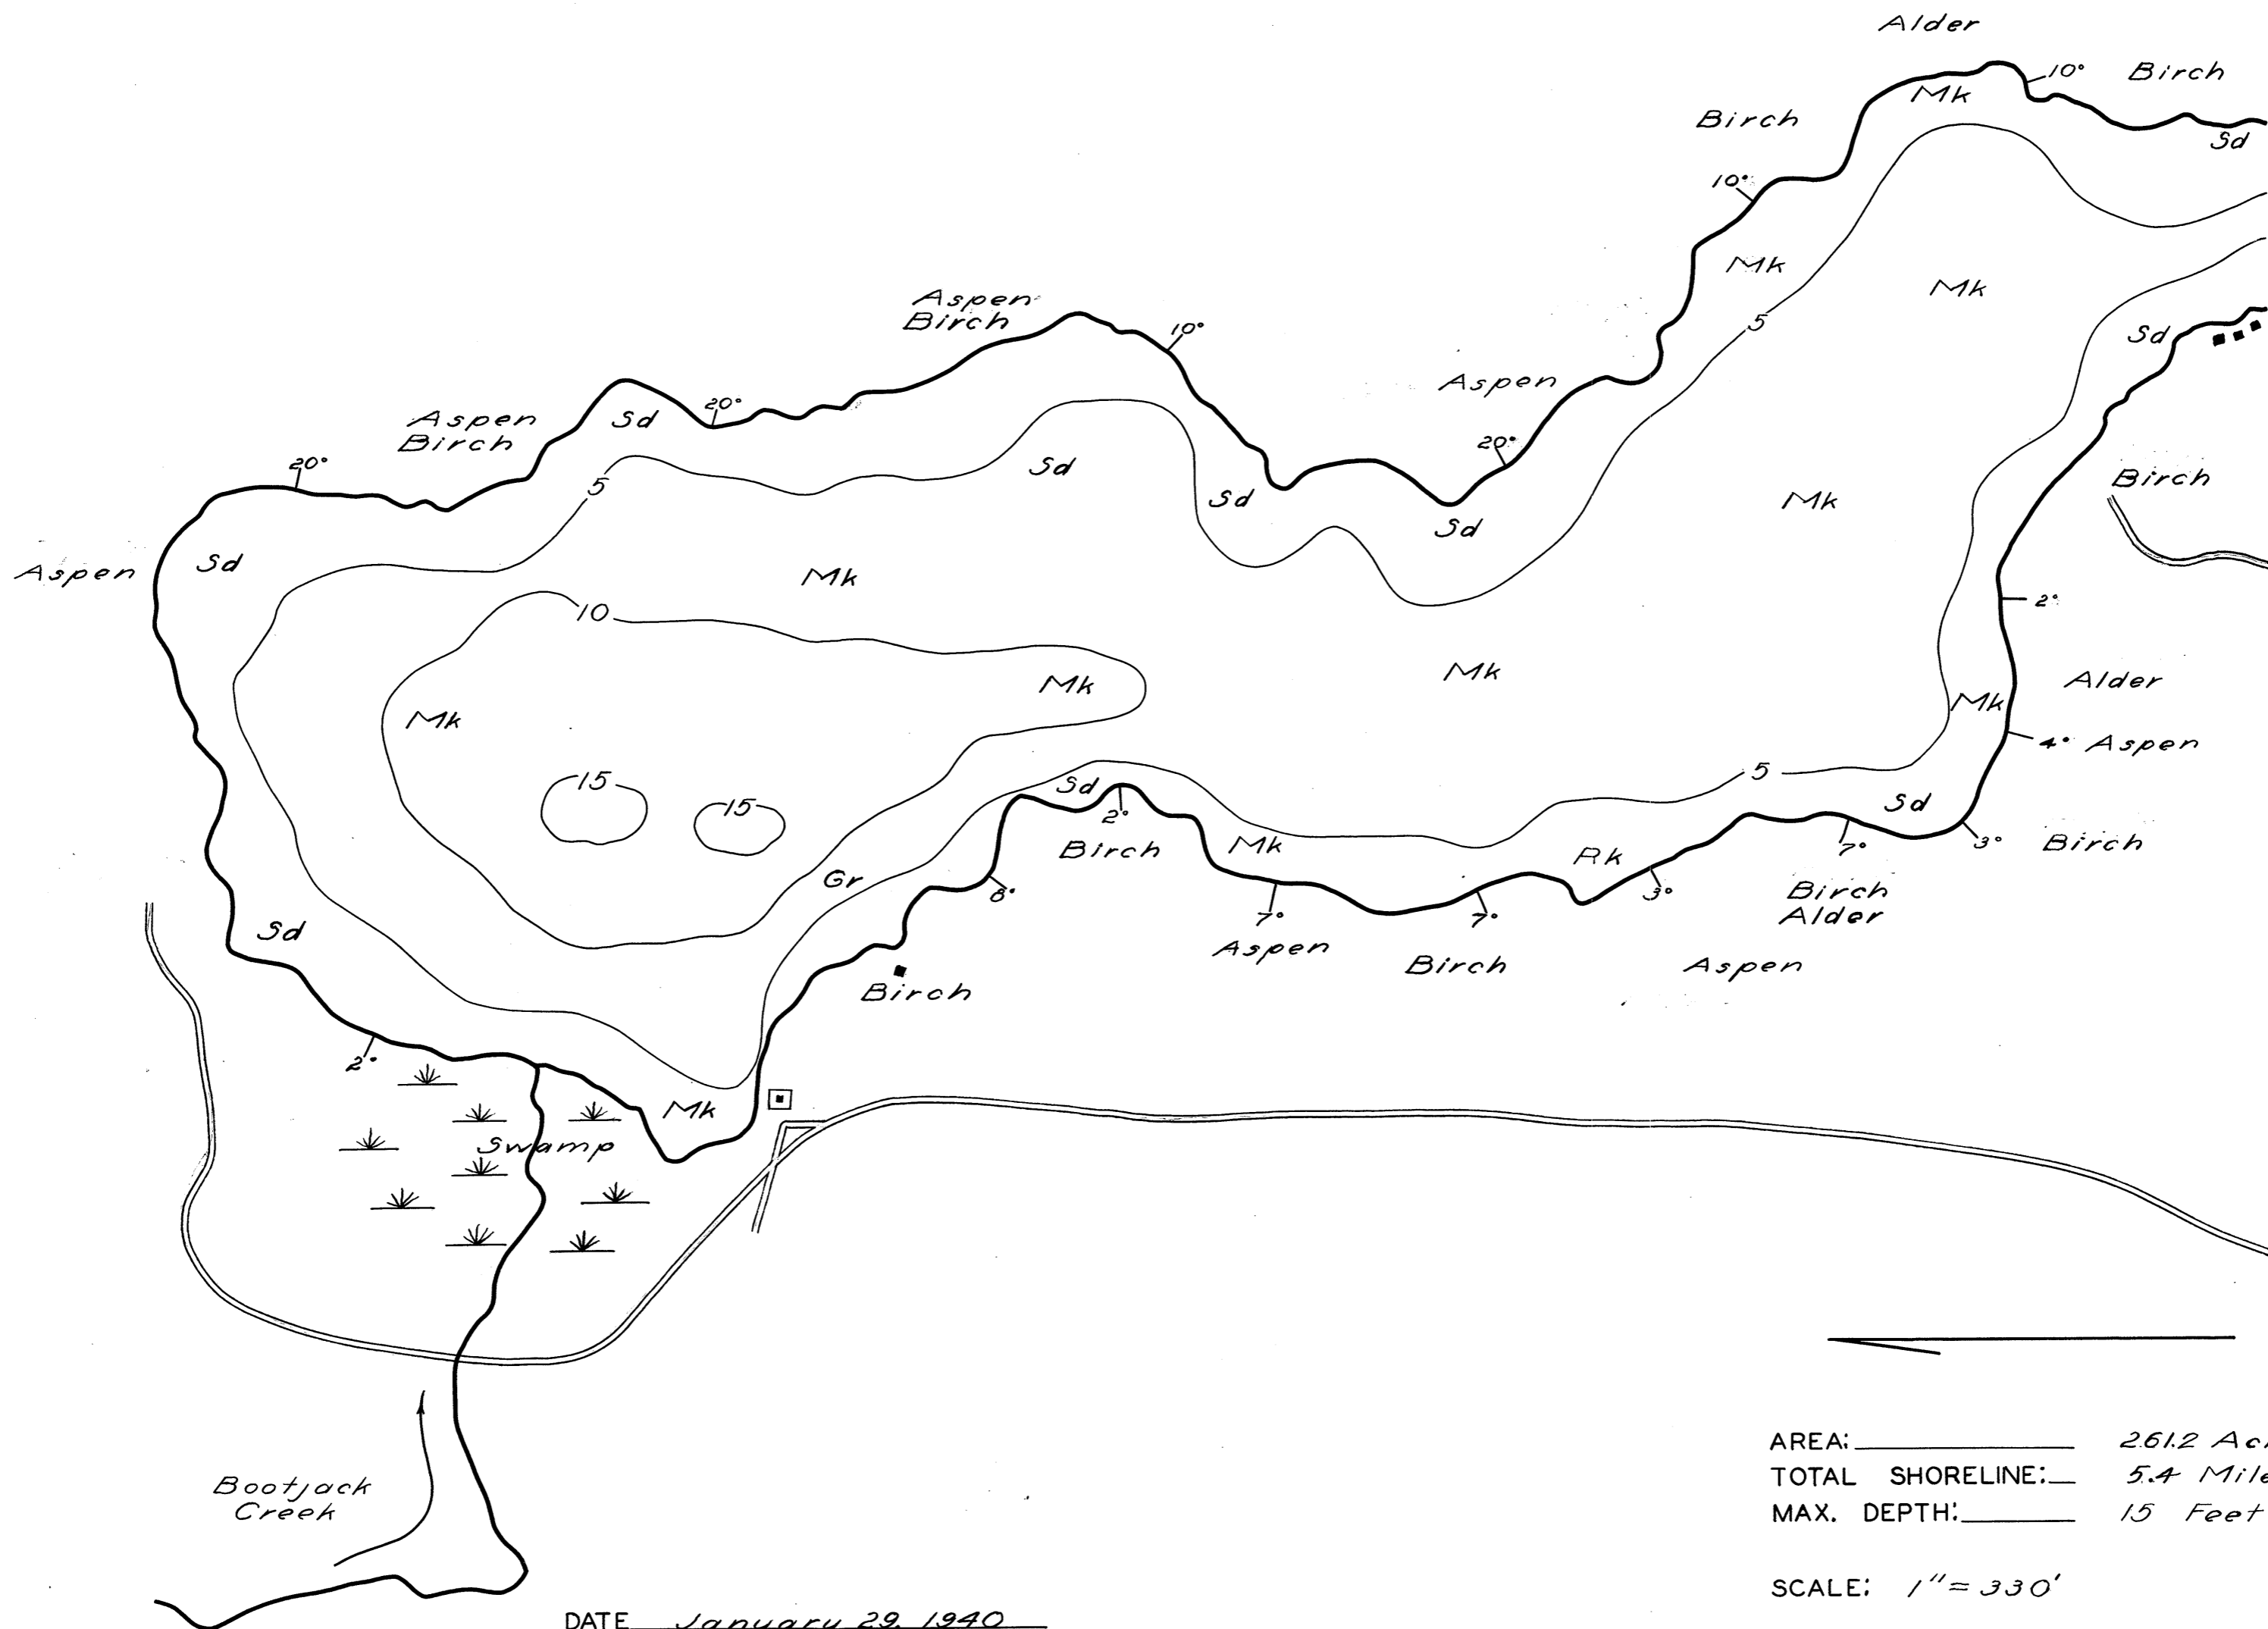 Alder
10° Birch
Mk
Birch
Sd
10°
Mk
Mk
Aspen
Birch
10°
5
Sd
Aspen
Sd
20°
Aspen
Birch
20°
20°
Sd
5
Sd
Mk
Birch
Sd
Aspen
Sd
Mk
10
2°
Mk
Mk
Alder
Mk
Mk
4° Aspen
15
5
Sd
15
2°
Sd
Birch
Mk
7°
3°
Birch
Rk
Gr
8°
3°
Birch
Alder
7°
7°
Sd
Aspen
Birch
Aspen
Birch
2°
Mk
Swamp
AREA: 261.2
TOTAL SHORELINE: 5.4
MAX. DEPTH: 15 Feet
Bootjack
Creek
SCALE: 1" = 330'
DATE January 29, 1940